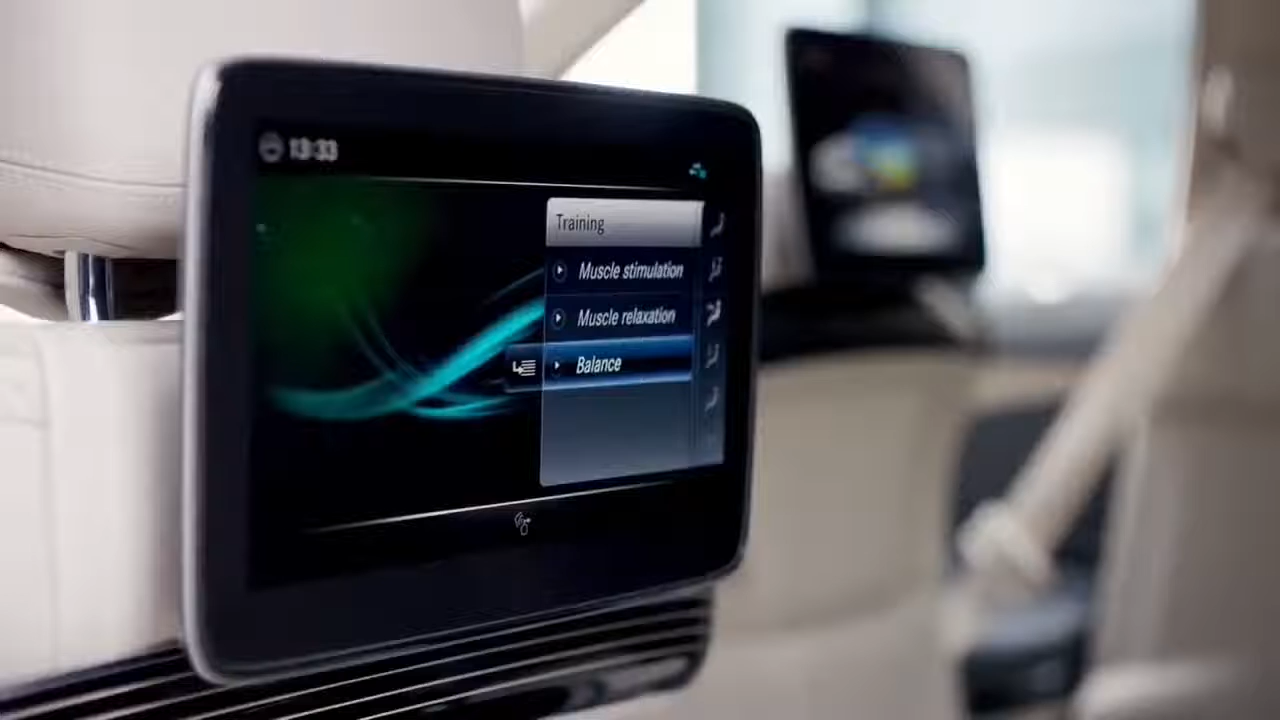 13:33
Training
Muscle stimulation
Muscle relaxation
Balance